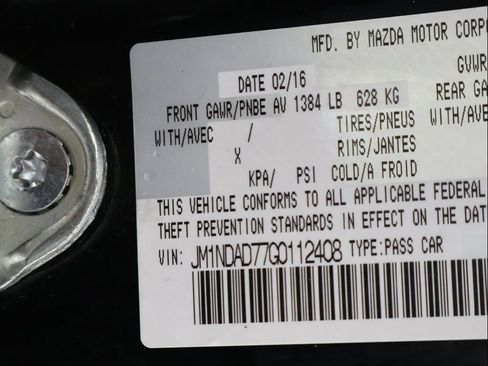 MFD. BY MAZDA MOTOR CORPO
DATE 02/16 GVWR
FRONT GAWR/PNBE AV 1384 LB 628 KG REAR GA
WITH/AVEC / TIRES/PNEUS WITH/AVEC
X RIMS/JANTES
KPA/ PSI COLD/A FROID
THIS VEHICLE CONFORMS TO ALL APPLICABLE FEDERAL
THEFT PREVENTION STANDARDS IN EFFECT ON THE DAT
VIN: JM1NDAD77G0112408 TYPE:PASS CAR